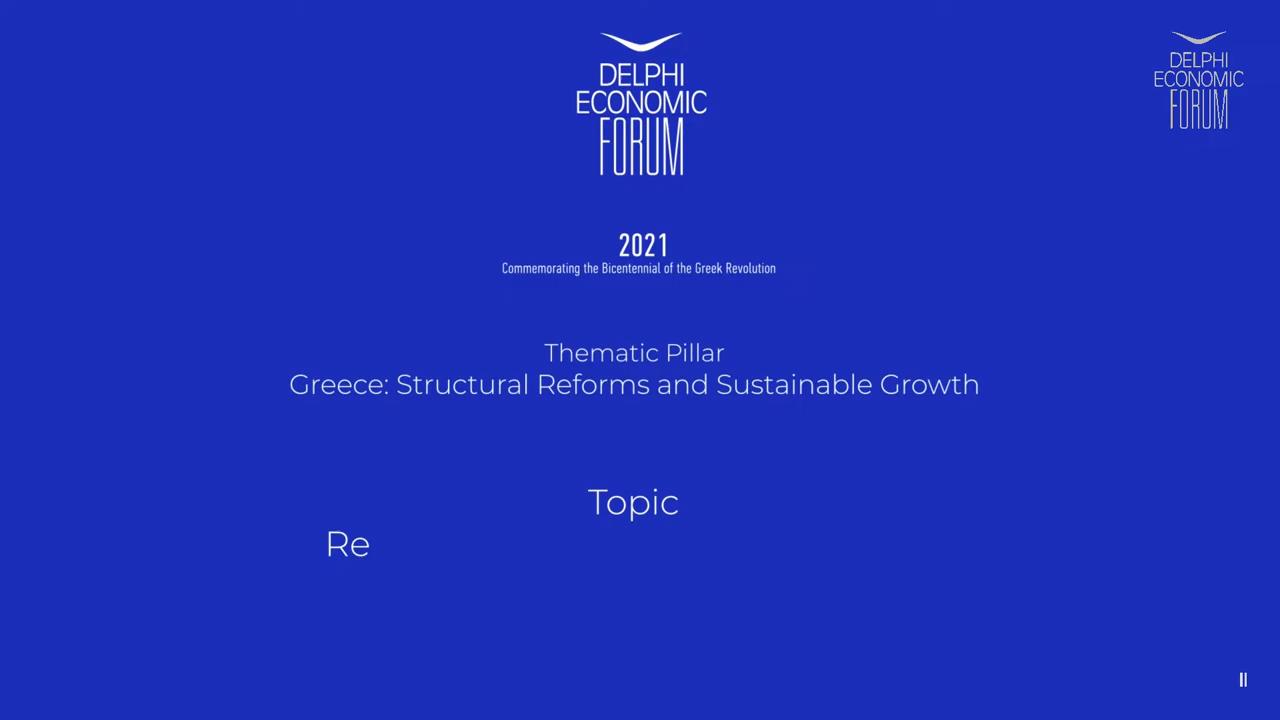 DELPHI
ECONOMIC
FORUM
DELPHI
ECONOMIC
FORUM
2021
Commemorating the Bicentennial of the Greek Revolution
Thematic Pillar
Greece: Structural Reforms and Sustainable Growth
Topic
Re
II